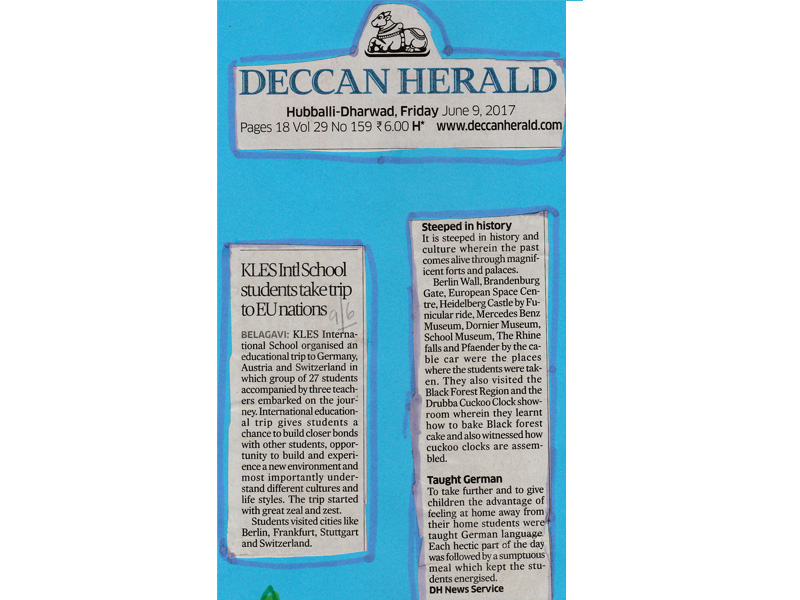 DECCAN HERALD
Hubballi-Dharwad, Friday June 9, 2017
Pages 18 Vol 29 No 159 ₹ 6.00 H* www.deccanherald.com
KLES Intl School
students take trip
to EU nations
9/6
BELAGAVI: KLES Interna-
tional School organised an
educational trip to Germany,
Austria and Switzerland in
which group of 27 students
accompanied by three teach-
ers embarked on the jour-
ney. International education-
al trip gives students a
chance to build closer bonds
with other students, oppor-
tunity to build and experi-
ence a new environment and
most importantly under-
stand different cultures and
life styles. The trip started
with great zeal and zest.
Students visited cities like
Berlin, Frankfurt, Stuttgart
and Switzerland.
Steeped in history
It is steeped in history and
culture wherein the past
comes alive through magnif-
icent forts and palaces.
Berlin Wall, Brandenburg
Gate, European Space Cen-
tre, Heidelberg Castle by Fu-
nicular ride, Mercedes Benz
Museum, Dornier Museum,
School Museum, The Rhine
falls and Pfaender by the ca-
ble car were the places
where the students were tak-
en. They also visited the
Black Forest Region and the
Drubba Cuckoo Clock show-
room wherein they learnt
how to bake Black forest
cake and also witnessed how
cuckoo clocks are assem-
bled.
Taught German
To take further and to give
children the advantage of
feeling at home away from
their home students were
taught German language.
Each hectic part of the day
was followed by a sumptuous
meal which kept the stu-
dents energised.
DH News Service